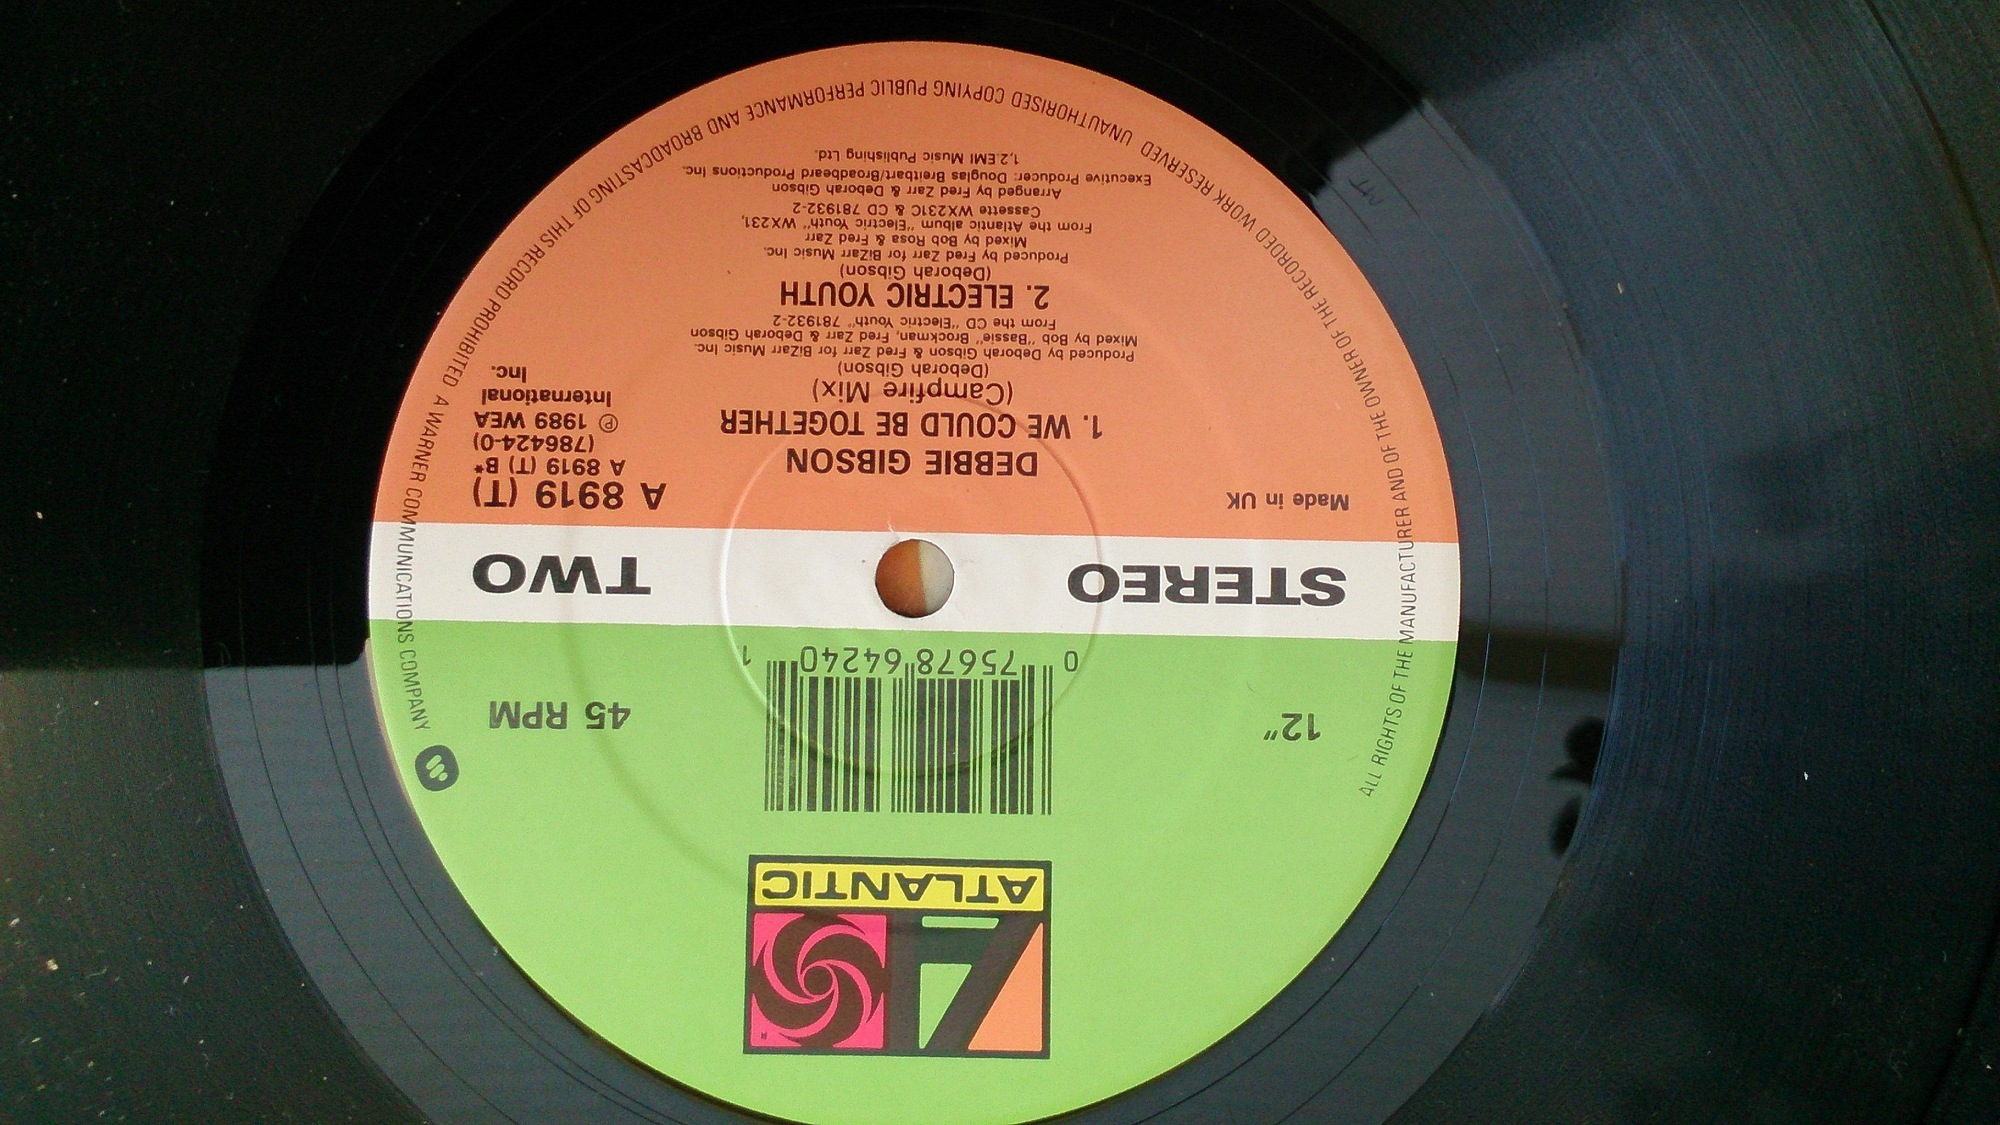 ATLANTIC
12"
45 RPM
0 75678 64240 1
STEREO
TWO
Made in UK
A 8919 (T)
A 8919 (T) B*
(786424-0)
℗ 1989 WEA
International
Inc.
DEBBIE GIBSON
1. WE COULD BE TOGETHER
(Campfire Mix)
(Deborah Gibson)
Produced by Deborah Gibson & Fred Zarr for BiZarr Music Inc.
Mixed by Bob "Bassie" Brockman, Fred Zarr & Deborah Gibson
From the CD "Electric Youth" 781932-2
2. ELECTRIC YOUTH
(Deborah Gibson)
Produced by Fred Zarr for BiZarr Music Inc.
Mixed by Bob Rosa & Fred Zarr
From the Atlantic album "Electric Youth" WX231,
Cassette WX231C & CD 781932-2
Arranged by Fred Zarr & Deborah Gibson
Executive Producer: Douglas Breitbart/Broadbeard Productions Inc.
1,2.EMI Music Publishing Ltd.
ALL RIGHTS OF THE MANUFACTURER AND OF THE OWNER OF THE RECORDED WORK RESERVED UNAUTHORISED COPYING PUBLIC PERFORMANCE AND BROADCASTING OF THIS RECORD PROHIBITED A WARNER COMMUNICATIONS COMPANY